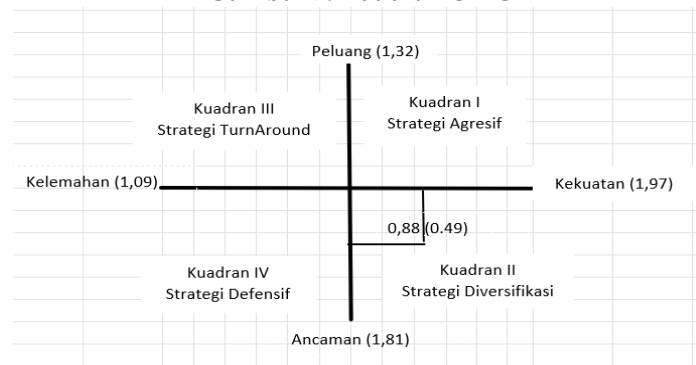 Peluang (1,32)
Kuadran III
Strategi TurnAround
Kuadran I
Strategi Agresif
Kelemahan (1,09)
Kekuatan (1,97)
0,88 (0.49)
Kuadran IV
Strategi Defensif
Kuadran II
Strategi Diversifikasi
Ancaman (1,81)